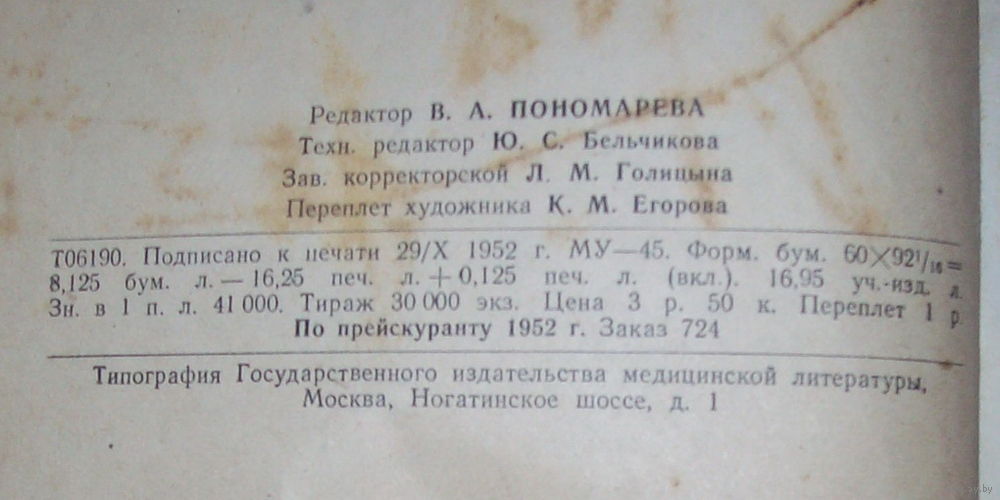 Редактор В. А. ПОНОМАРЕВА
Техн. редактор Ю. С. Бельчикова
Зав. корректорской Л. М. Голицына
Переплет художника К. М. Егорова
Т06190. Подписано к печати 29/X 1952 г. МУ—45. Форм. бум. 60×92 1/16 =
8,125 бум. л. — 16,25 печ. л. + 0,125 печ. л. (вкл.). 16,95 уч.-изд. л.
Зн. в 1 п. л. 41 000. Тираж 30 000 экз. Цена 3 р. 50 к. Переплет 1 р.
По прейскуранту 1952 г. Заказ 724
Типография Государственного издательства медицинской литературы,
Москва, Ногатинское шоссе, д. 1